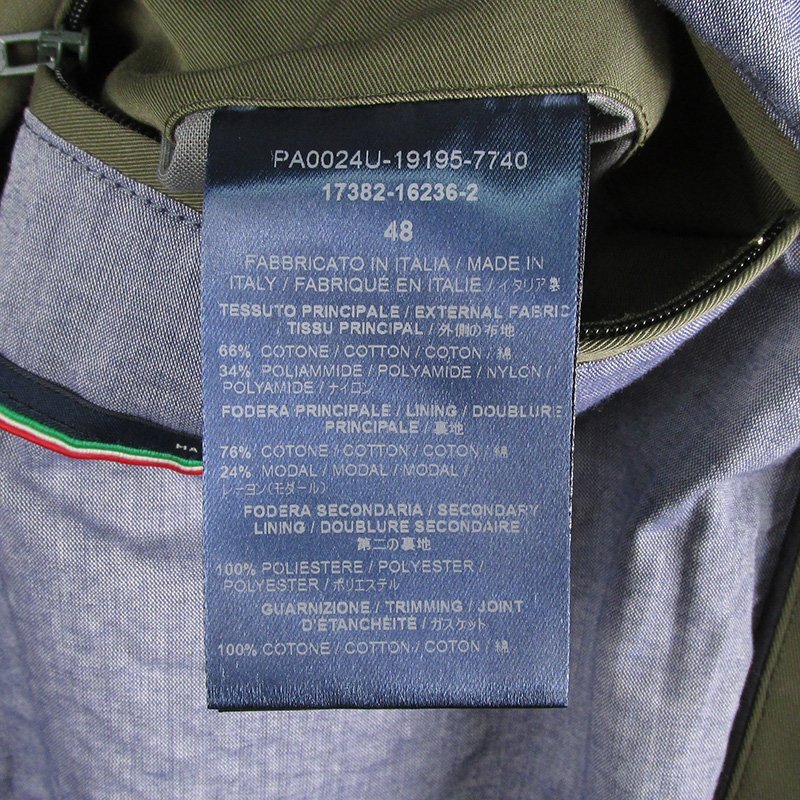 PA0024U-19195-7740
17382-16236-2
48
FABBRICATO IN ITALIA / MADE IN
ITALY / FABRIQUÉ EN ITALIE / イタリア製
TESSUTO PRINCIPALE / EXTERNAL FABRIC
/ TISSU PRINCIPAL / 外側の布地
66% COTONE / COTTON / COTON / 綿
34% POLIAMMIDE / POLYAMIDE / NYLON /
POLYAMIDE / ナイロン
FODERA PRINCIPALE / LINING / DOUBLURE
PRINCIPALE / 裏地
76% COTONE / COTTON / COTON / 綿
24% MODAL / MODAL / MODAL /
レーヨン(モダール)
FODERA SECONDARIA / SECONDARY
LINING / DOUBLURE SECONDAIRE /
第二の裏地
100% POLIESTERE / POLYESTER /
POLYESTER / ポリエステル
GUARNIZIONE / TRIMMING / JOINT
D'ÉTANCHÉITÉ / ガスケット
100% COTONE / COTTON / COTON / 綿
MA